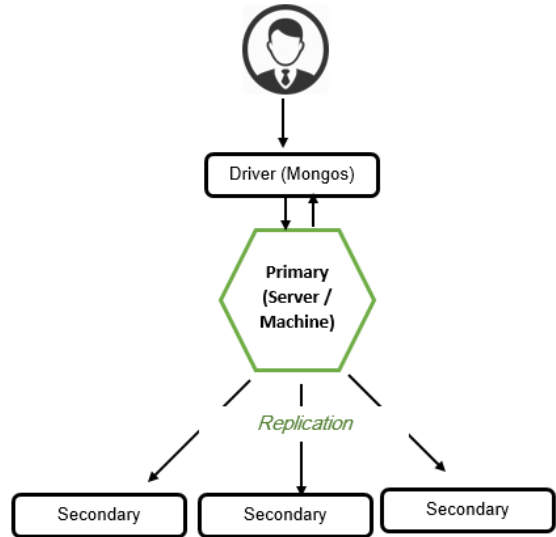 Driver (Mongos)
Primary
(Server /
Machine)
Replication
Secondary
Secondary
Secondary